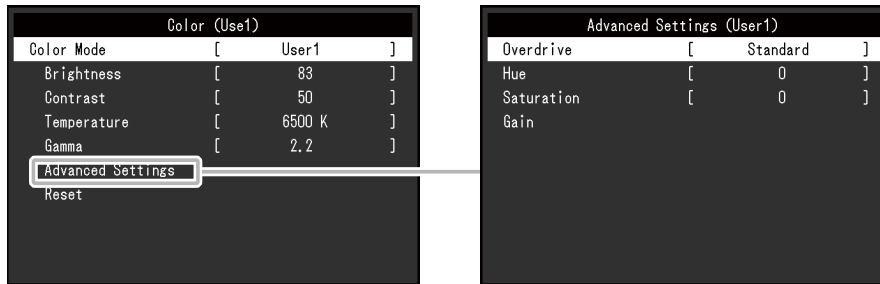 Color (Use1)
Color Mode [ User1 ]
Brightness [ 83 ]
Contrast [ 50 ]
Temperature [ 6500 K ]
Gamma [ 2.2 ]
Advanced Settings
Reset
Advanced Settings (User1)
Overdrive [ Standard ]
Hue [ 0 ]
Saturation [ 0 ]
Gain